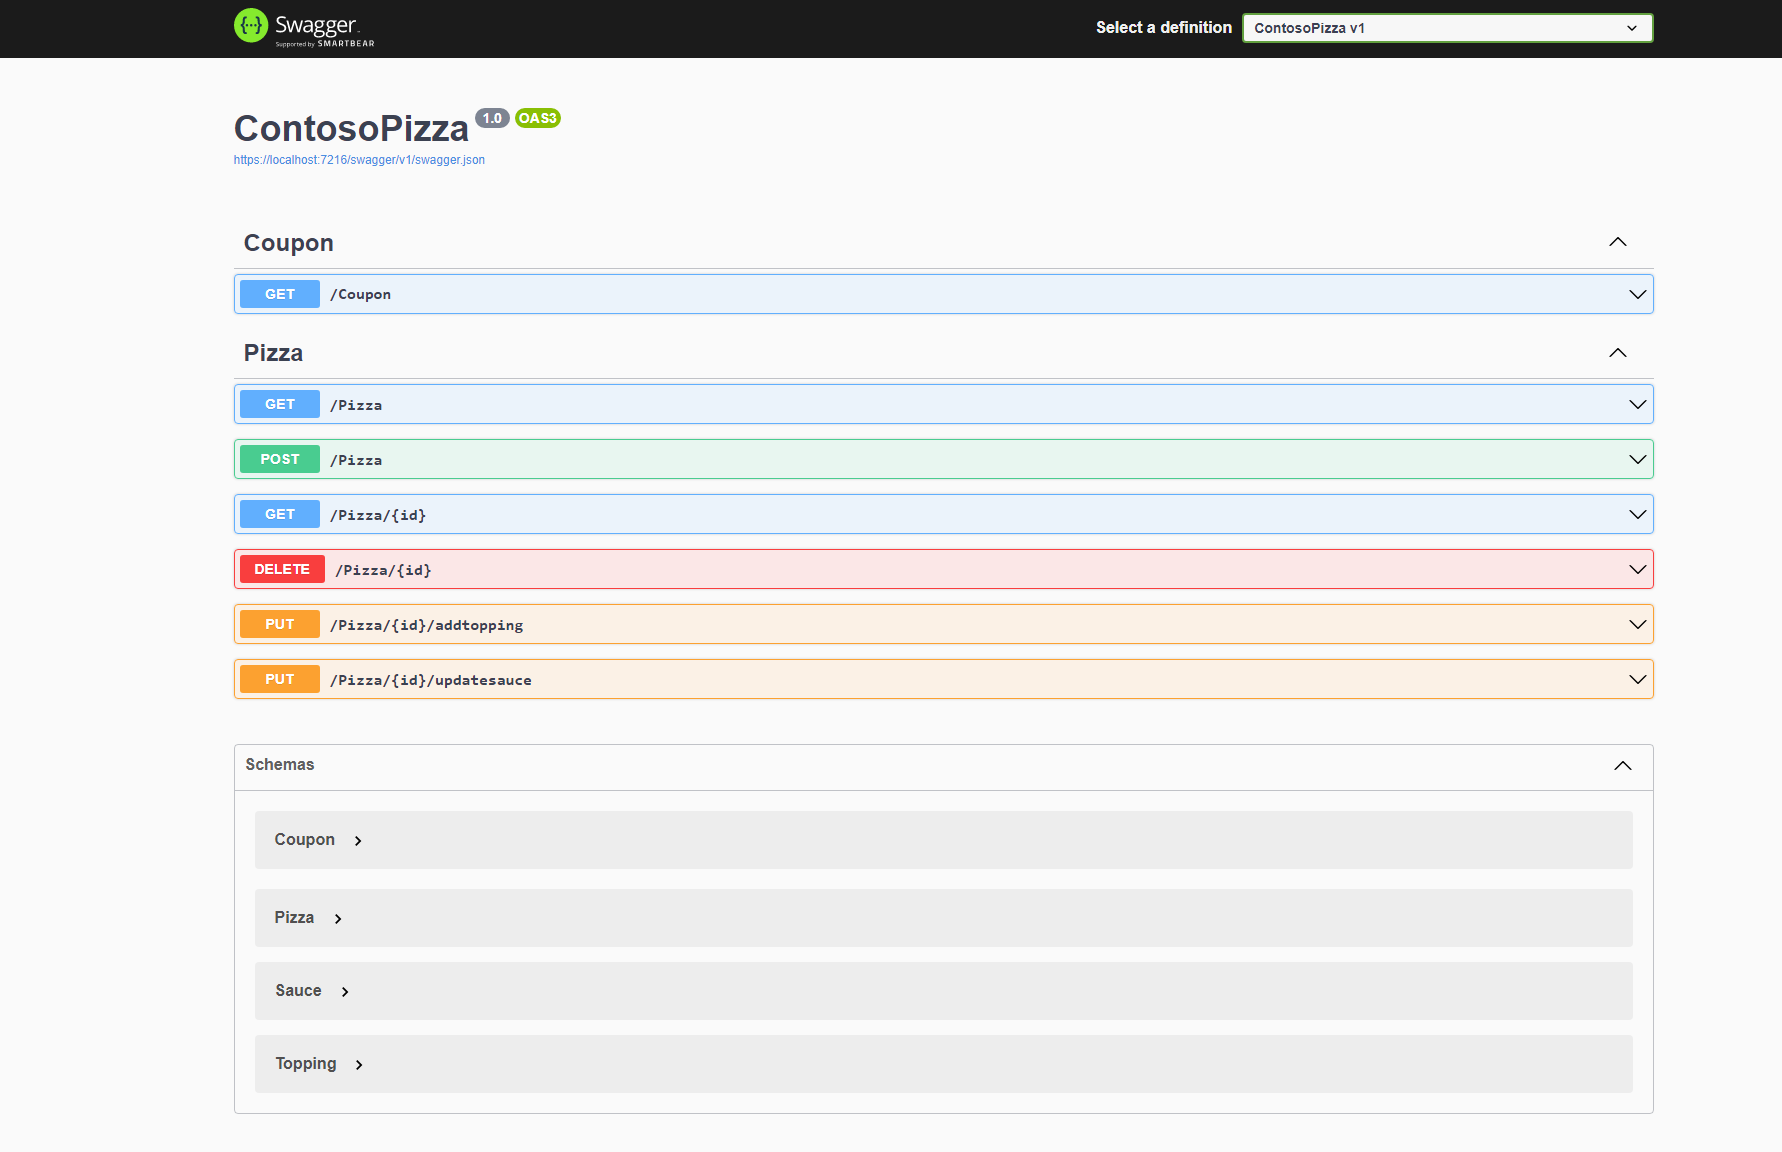 Swagger
Supported by SMARTBEAR
Select a definition
ContosoPizza v1
ContosoPizza 1.0 OAS3
https://localhost:7216/swagger/v1/swagger.json
Coupon
GET /Coupon
Pizza
GET /Pizza
POST /Pizza
GET /Pizza/{id}
DELETE /Pizza/{id}
PUT /Pizza/{id}/addtopping
PUT /Pizza/{id}/updatesauce
Schemas
Coupon
Pizza
Sauce
Topping